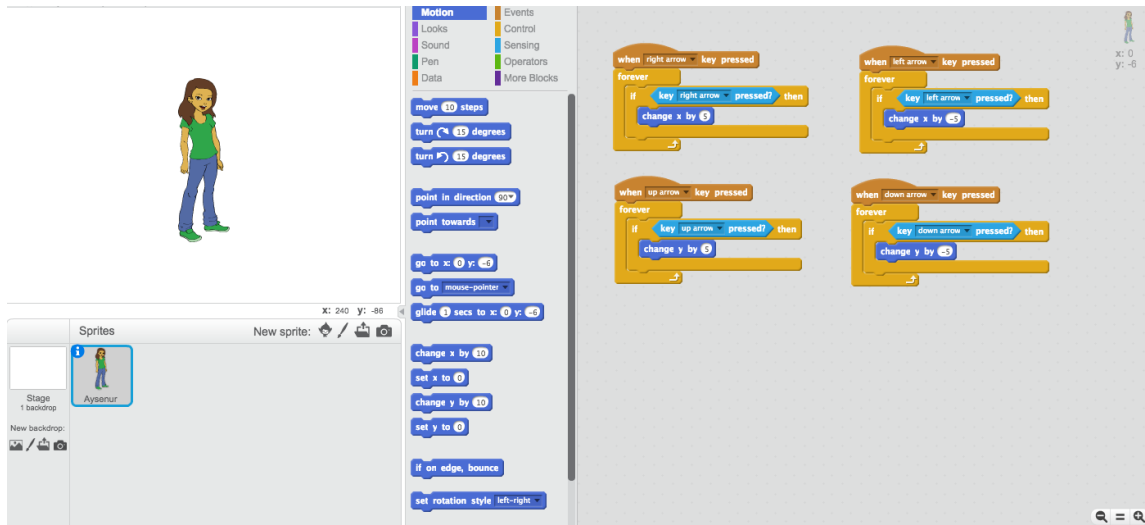 Motion
Events
Looks
Control
Sound
Sensing
Pen
Operators
Data
More Blocks
move 10 steps
turn 15 degrees
turn 15 degrees
point in direction 90
point towards
go to x: 0 y: -6
go to mouse-pointer
glide 1 secs to x: 0 y: -6
change x by 10
set x to 0
change y by 10
set y to 0
if on edge, bounce
set rotation style left-right
x: 240 y: -86
Sprites
New sprite:
Stage
1 backdrop
New backdrop:
Aysenur
when right arrow key pressed
forever
if key right arrow pressed? then
change x by 5
when left arrow key pressed
forever
if key left arrow pressed? then
change x by -5
when up arrow key pressed
forever
if key up arrow pressed? then
change y by 5
when down arrow key pressed
forever
if key down arrow pressed? then
change y by -5
x: 0
y: -6